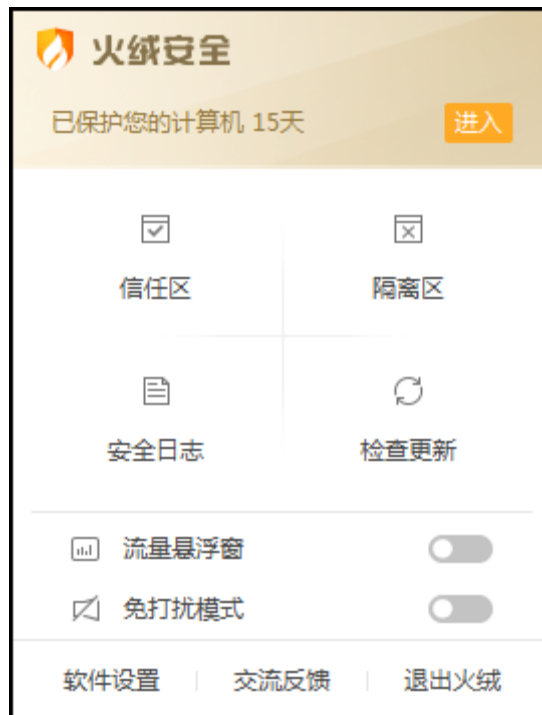 火绒安全
已保护您的计算机 15天 进入
信任区 隔离区
安全日志 检查更新
流量悬浮窗
免打扰模式
软件设置 交流反馈 退出火绒